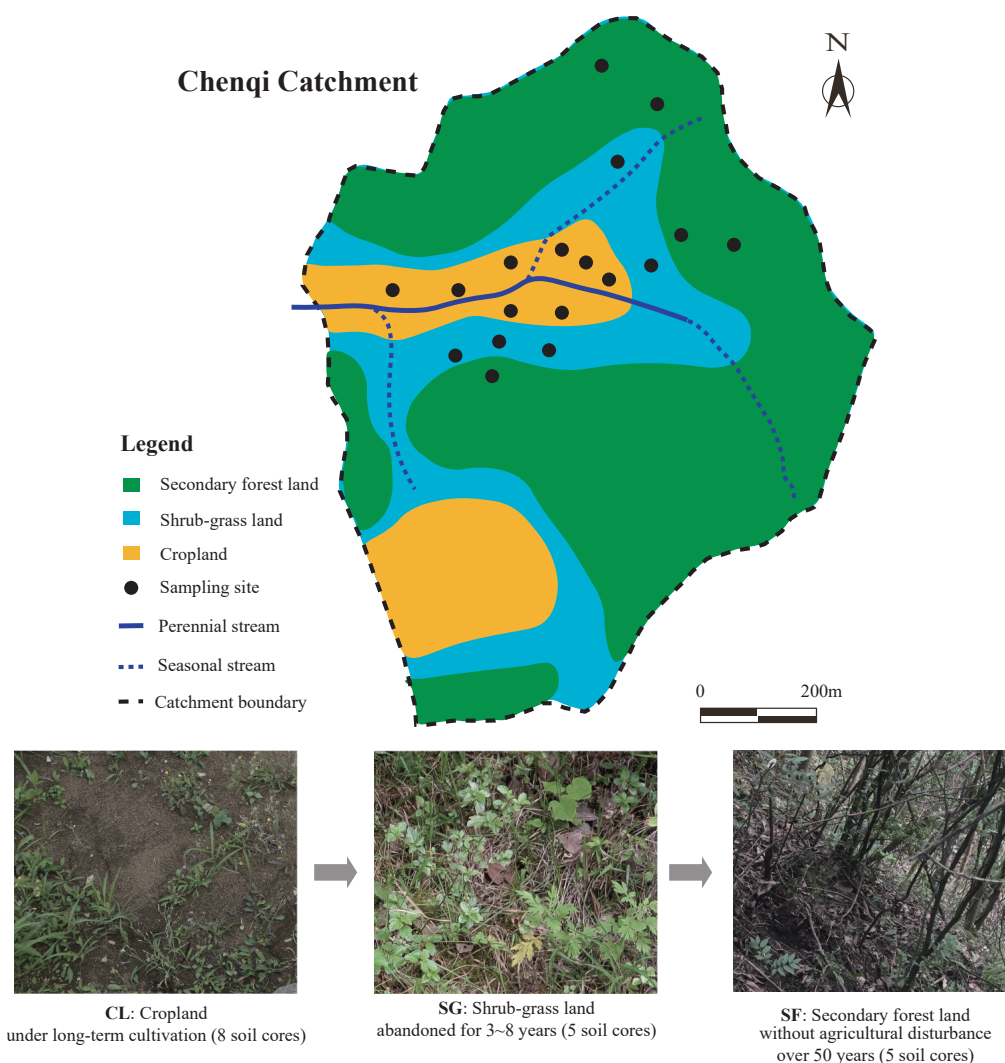 Chenqi Catchment
N
Legend
Secondary forest land
Shrub-grass land
Cropland
Sampling site
Perennial stream
Seasonal stream
Catchment boundary
0 200m
CL: Cropland
under long-term cultivation (8 soil cores)
SG: Shrub-grass land
abandoned for 3~8 years (5 soil cores)
SF: Secondary forest land
without agricultural disturbance
over 50 years (5 soil cores)